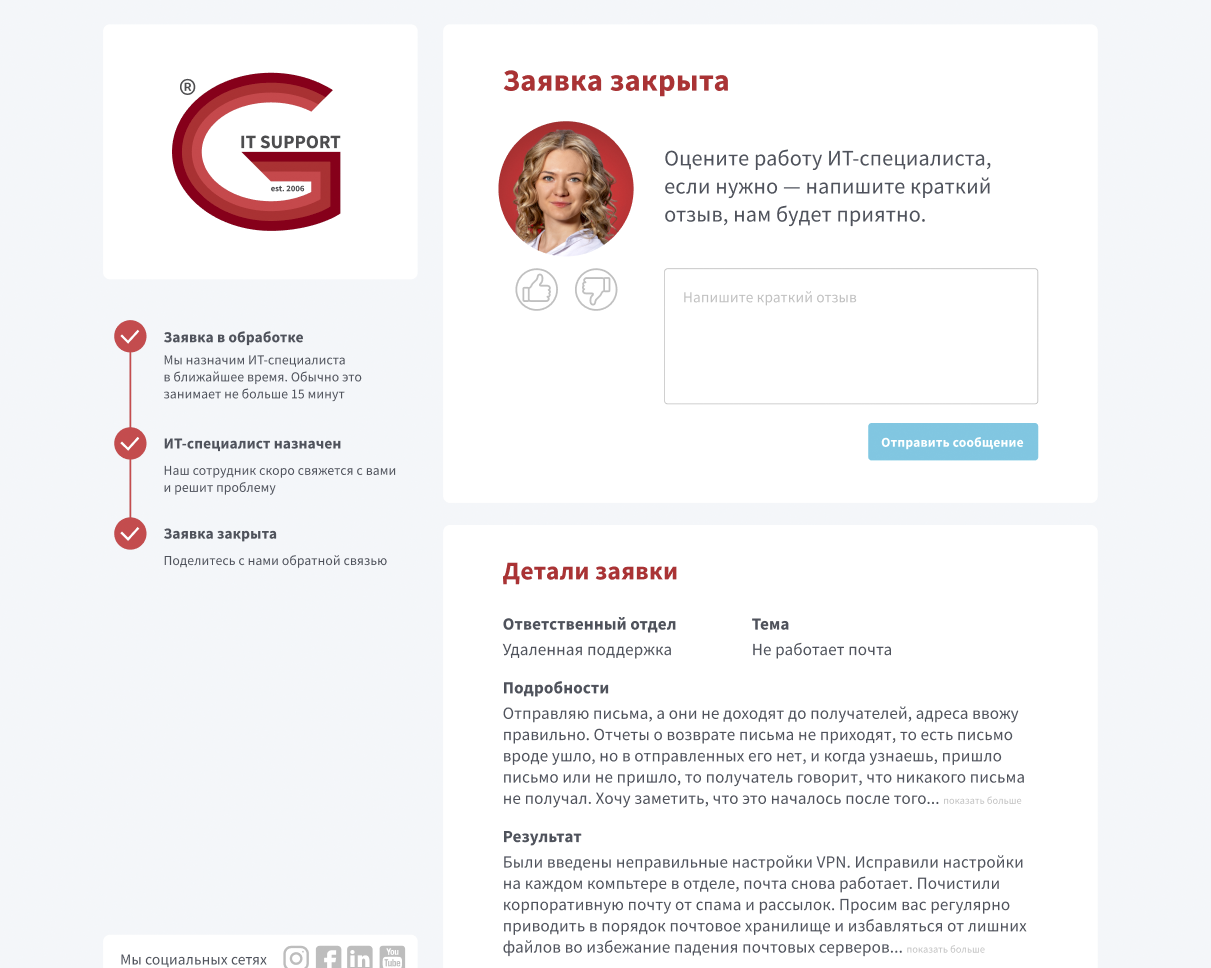 ®
IT SUPPORT
est. 2006
Заявка в обработке
Мы назначим ИТ-специалиста
в ближайшее время. Обычно это
занимает не больше 15 минут
ИТ-специалист назначен
Наш сотрудник скоро свяжется с вами
и решит проблему
Заявка закрыта
Поделитесь с нами обратной связью
Мы социальных сетях
in
You
Tube
Заявка закрыта
Оцените работу ИТ-специалиста,
если нужно — напишите краткий
отзыв, нам будет приятно.
Напишите краткий отзыв
Отправить сообщение
Детали заявки
Ответственный отдел
Удаленная поддержка
Тема
Не работает почта
Подробности
Отправляю письма, а они не доходят до получателей, адреса ввожу
правильно. Отчеты о возврате письма не приходят, то есть письмо
вроде ушло, но в отправленных его нет, и когда узнаешь, пришло
письмо или не пришло, то получатель говорит, что никакого письма
не получал. Хочу заметить, что это началось после того... показать больше
Результат
Были введены неправильные настройки VPN. Исправили настройки
на каждом компьтере в отделе, почта снова работает. Почистили
корпоративную почту от спама и рассылок. Просим вас регулярно
приводить в порядок почтовое хранилище и избавляться от лишних
файлов во избежание падения почтовых серверов... показать больше